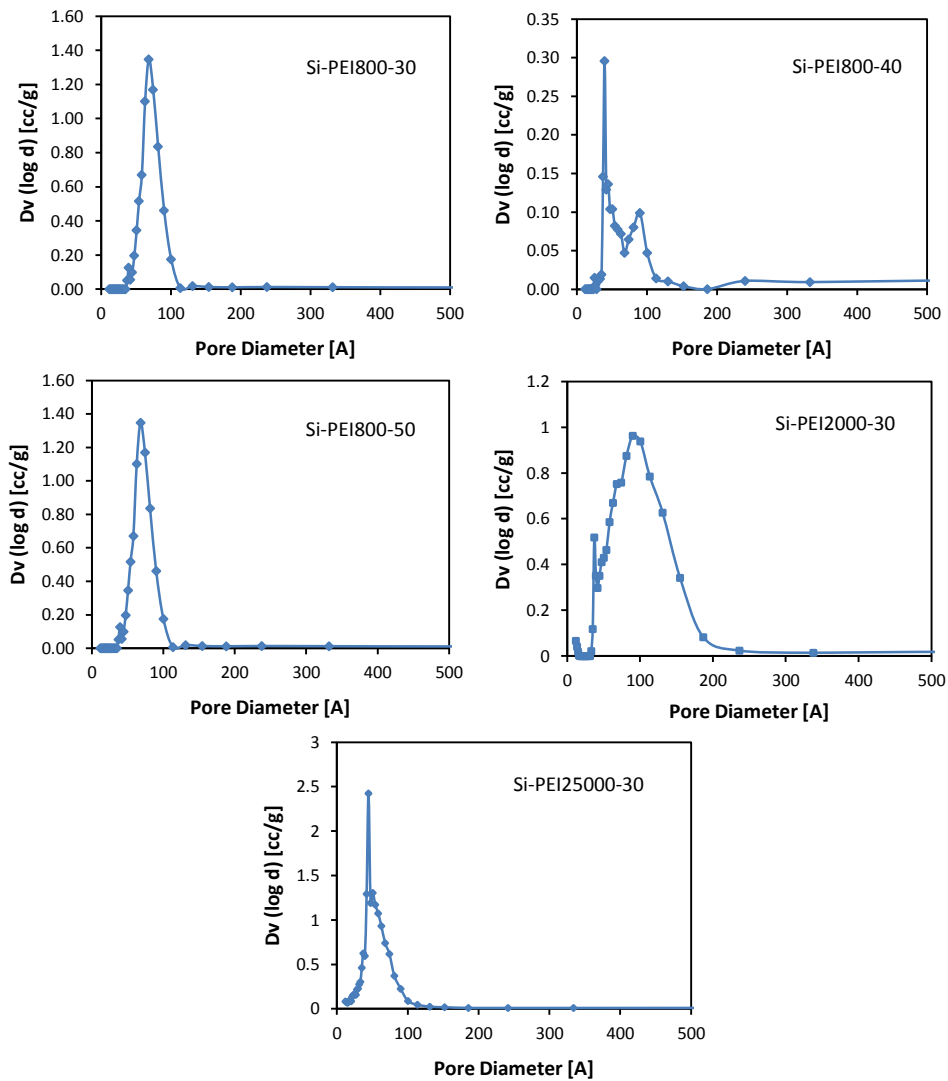 Si-PEI800-30
Dv (log d) [cc/g]
1.60
1.40
1.20
1.00
0.80
0.60
0.40
0.20
0.00
0 100 200 300 400 500
Pore Diameter [A]
Si-PEI800-40
Dv (log d) [cc/g]
0.35
0.30
0.25
0.20
0.15
0.10
0.05
0.00
0 100 200 300 400 500
Pore Diameter [A]
Si-PEI800-50
Dv (log d) [cc/g]
1.60
1.40
1.20
1.00
0.80
0.60
0.40
0.20
0.00
0 100 200 300 400 500
Pore Diameter [A]
Si-PEI2000-30
Dv (log d) [cc/g]
1.2
1
0.8
0.6
0.4
0.2
0
0 100 200 300 400 500
Pore Diameter [A]
Si-PEI25000-30
Dv (log d) [cc/g]
3
2.5
2
1.5
1
0.5
0
0 100 200 300 400 500
Pore Diameter [A]